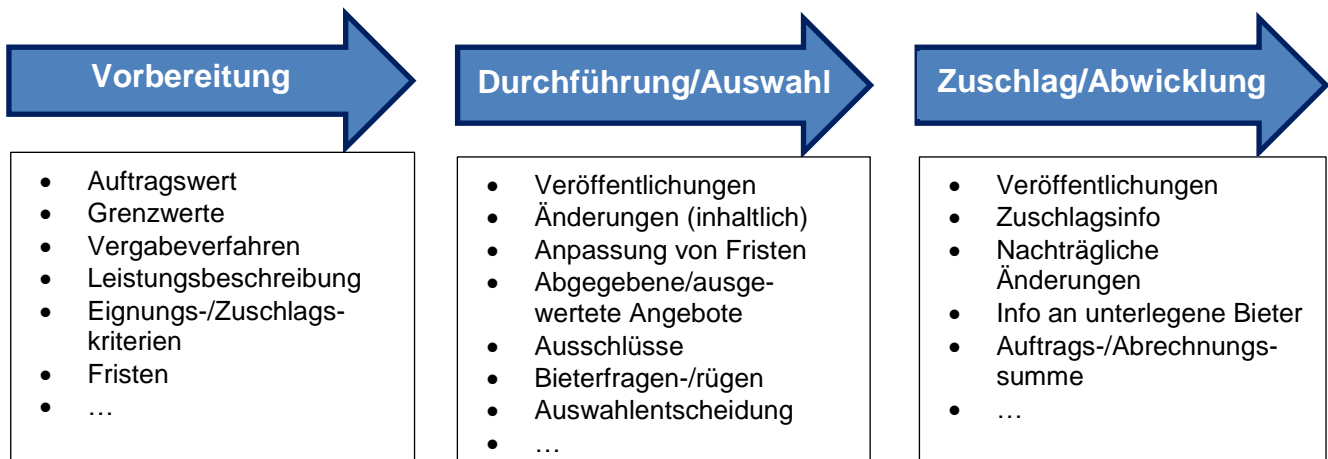 Vorbereitung
• Auftragswert
• Grenzwerte
• Vergabeverfahren
• Leistungsbeschreibung
• Eignungs-/Zuschlags-
kriterien
• Fristen
• …
Durchführung/Auswahl
• Veröffentlichungen
• Änderungen (inhaltlich)
• Anpassung von Fristen
• Abgegebene/ausge-
wertete Angebote
• Ausschlüsse
• Bieterfragen-/rügen
• Auswahlentscheidung
• …
Zuschlag/Abwicklung
• Veröffentlichungen
• Zuschlagsinfo
• Nachträgliche
Änderungen
• Info an unterlegene Bieter
• Auftrags-/Abrechnungs-
summe
• …